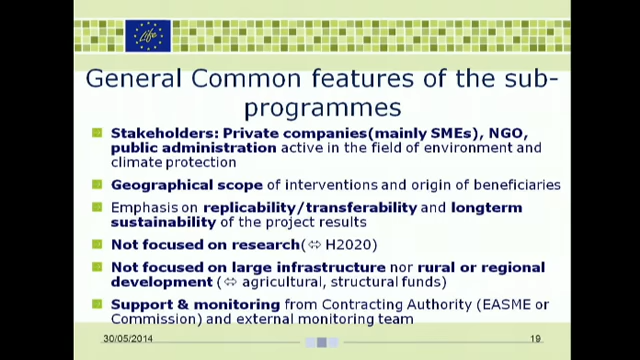 Life
General Common features of the sub-
programmes
Stakeholders: Private companies(mainly SMEs), NGO,
public administration active in the field of environment and
climate protection
Geographical scope of interventions and origin of beneficiaries
Emphasis on replicability/transferability and longterm
sustainability of the project results
Not focused on research(⇔ H2020)
Not focused on large infrastructure nor rural or regional
development (⇔ agricultural, structural funds)
Support & monitoring from Contracting Authority (EASME or
Commission) and external monitoring team
30/05/2014
19